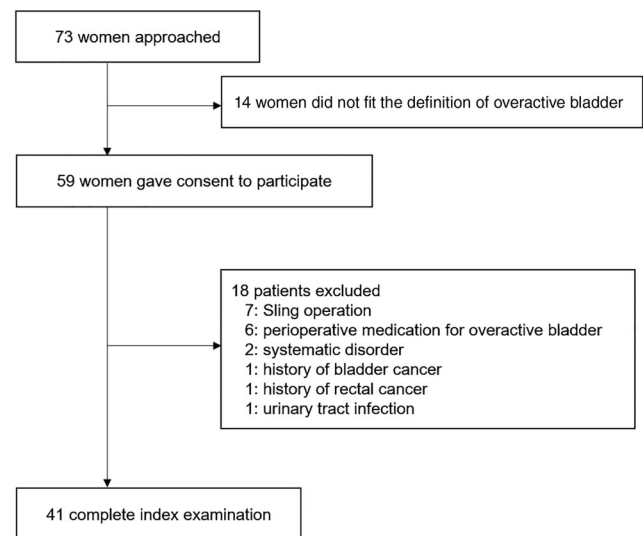 73 women approached
14 women did not fit the definition of overactive bladder
59 women gave consent to participate
18 patients excluded
7: Sling operation
6: perioperative medication for overactive bladder
2: systematic disorder
1: history of bladder cancer
1: history of rectal cancer
1: urinary tract infection
41 complete index examination